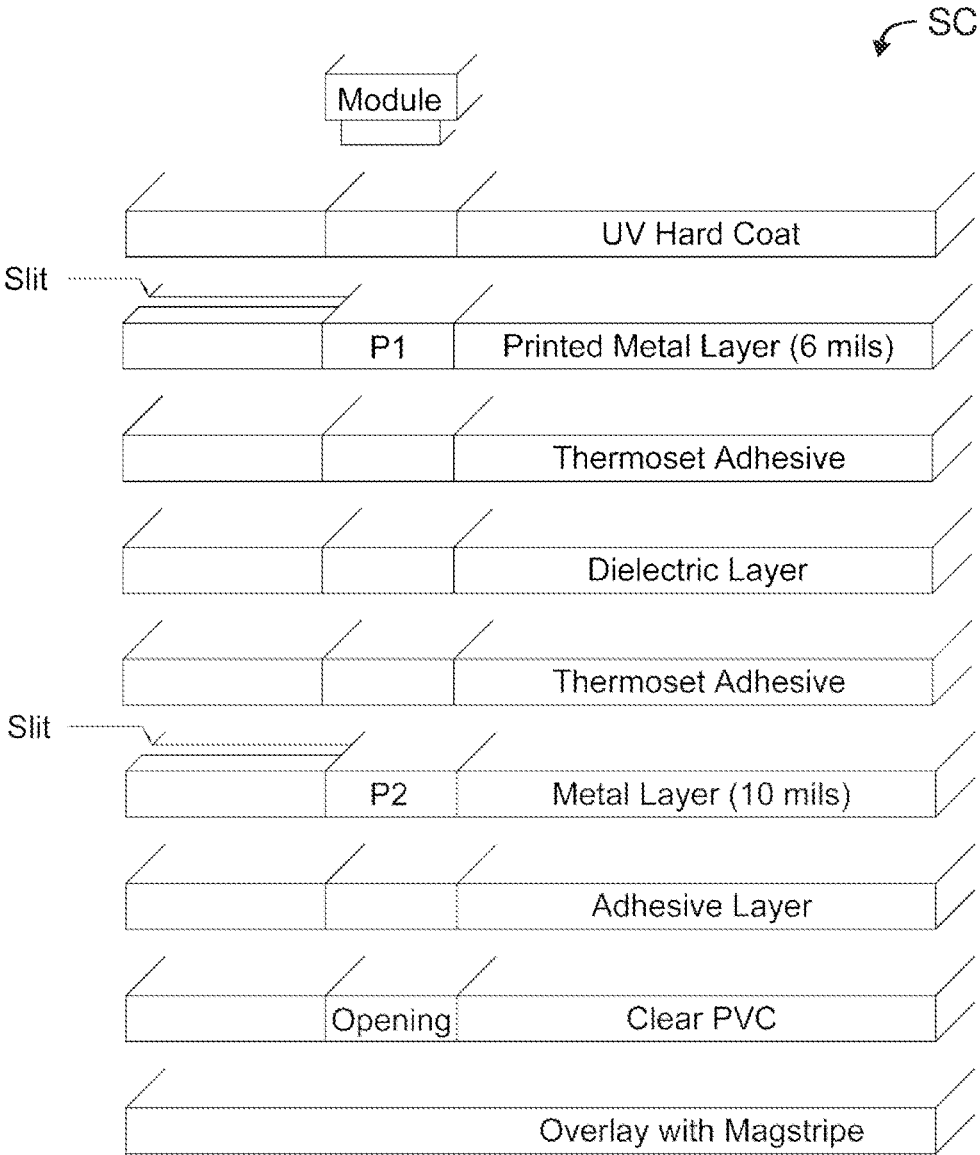 SC
Module
UV Hard Coat
Slit
P1 Printed Metal Layer (6 mils)
Thermoset Adhesive
Dielectric Layer
Thermoset Adhesive
Slit
P2 Metal Layer (10 mils)
Adhesive Layer
Opening Clear PVC
Overlay with Magstripe